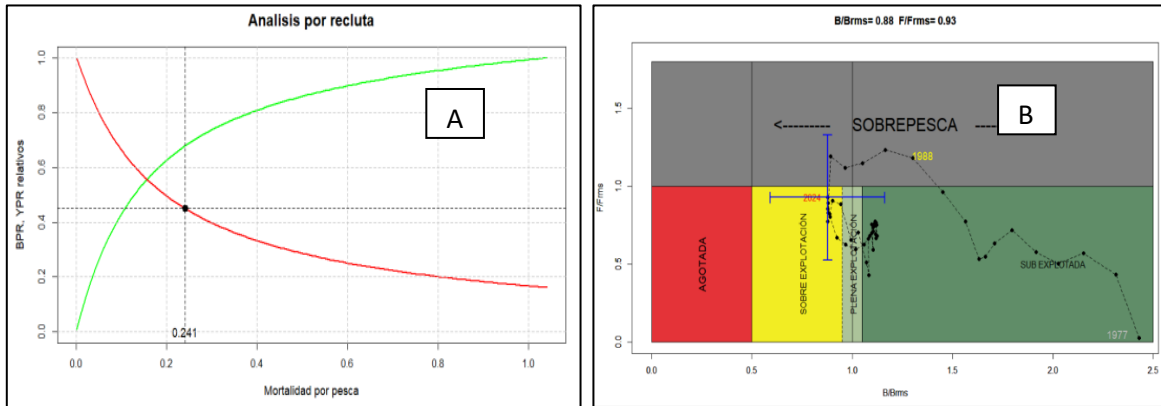 Analisis por recluta
A
BPR, YPR relativos
1.0
0.8
0.6
0.4
0.2
0.0
0.241
0.0 0.2 0.4 0.6 0.8 1.0
Mortalidad por pesca
B/Brms= 0.88 F/Frms= 0.93
B
<------- SOBREPESCA -----
1988
2024
F/Frms
1.5
1.0
0.5
0.0
AGOTADA
SOBRE EXPLOTACIÓN
PLENA EXPLOTACIÓN
SUB EXPLOTADA
1977
0.0 0.5 1.0 1.5 2.0 2.5
B/Brms